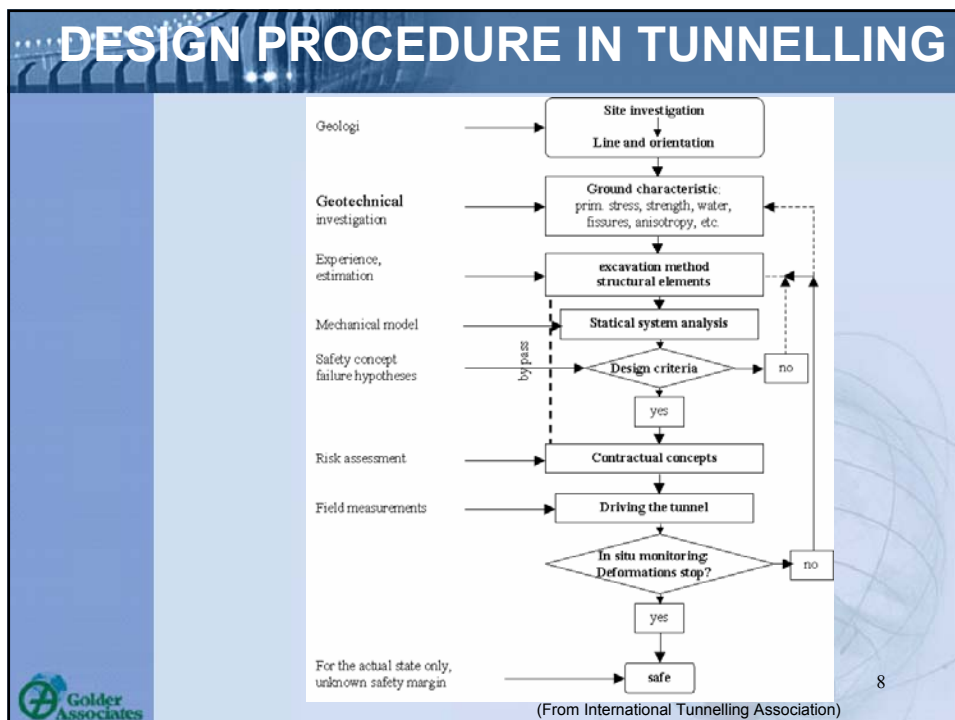 DESIGN PROCEDURE IN TUNNELLING
Geologi
Site investigation
Line and orientation
Geotechnical
investigation
Ground characteristic:
prim. stress, strength, water,
fissures, anisotropy, etc.
Experience,
estimation
excavation method
structural elements
Mechanical model
Statical system analysis
by pass
Safety concept
failure hypotheses
Design criteria
no
yes
Risk assessment
Contractual concepts
Field measurements
Driving the tunnel
In situ monitoring:
Deformations stop?
no
yes
For the actual state only,
unknown safety margin
safe
8
(From International Tunnelling Association)
Golder
Associates